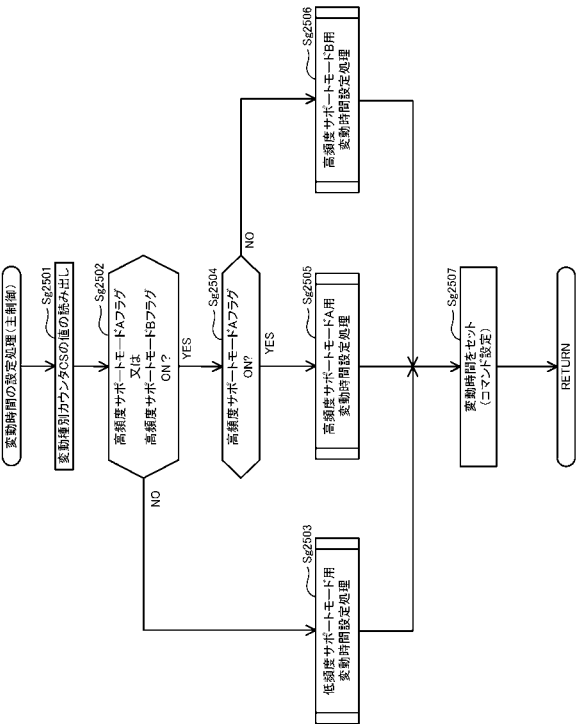 変動時間の設定処理(主制御)
Sg2501
変動種別カウンタCSの値の読み出し
Sg2502
高頻度サポートモードAフラグ
又は
高頻度サポートモードBフラグ
ON?
NO
YES
Sg2504
高頻度サポートモードAフラグ
ON?
NO
YES
Sg2503
低頻度サポートモード用
変動時間設定処理
Sg2505
高頻度サポートモードA用
変動時間設定処理
Sg2506
高頻度サポートモードB用
変動時間設定処理
Sg2507
変動時間をセット
(コマンド設定)
RETURN